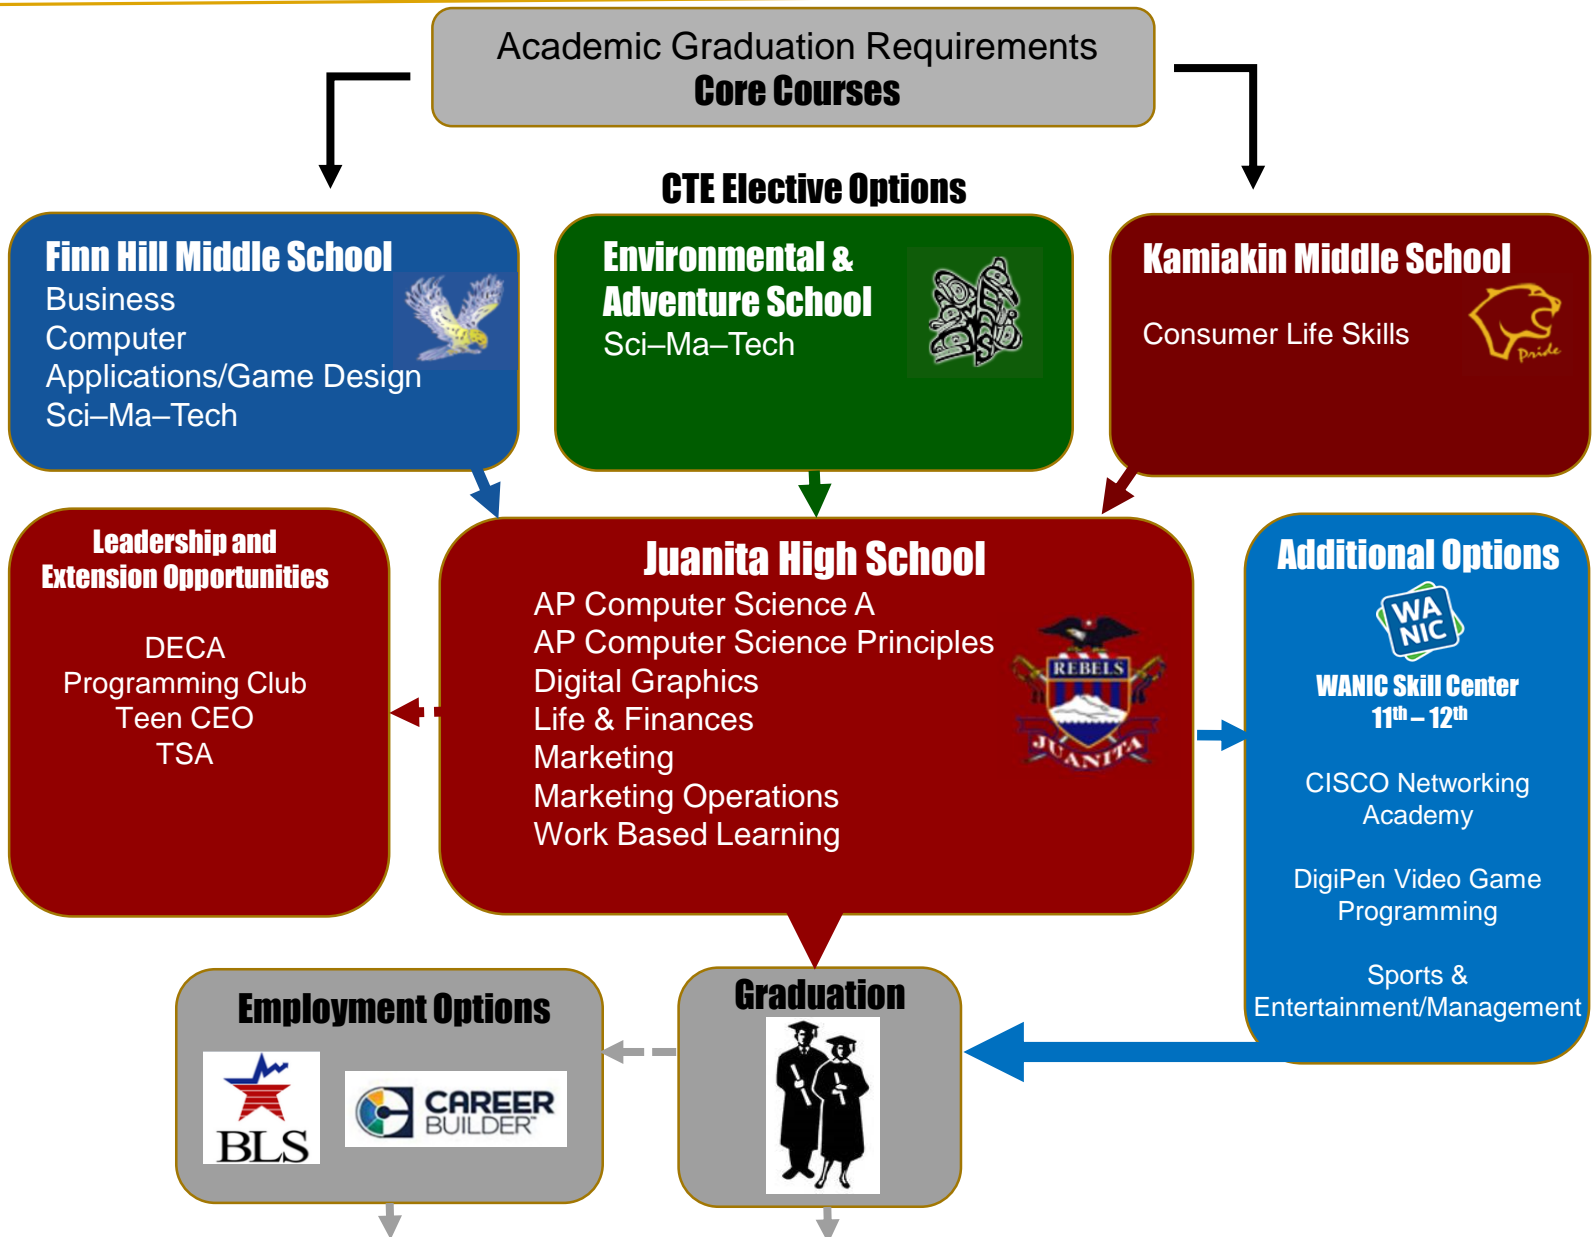 Academic Graduation Requirements
Core Courses
CTE Elective Options
Finn Hill Middle School
Business
Computer
Applications/Game Design
Sci–Ma–Tech
Environmental &
Adventure School
Sci–Ma–Tech
Kamiakin Middle School
Consumer Life Skills
Pride
Leadership and
Extension Opportunities
DECA
Programming Club
Teen CEO
TSA
Juanita High School
AP Computer Science A
AP Computer Science Principles
Digital Graphics
Life & Finances
Marketing
Marketing Operations
Work Based Learning
REBELS
JUANITA
Additional Options
WA
NIC
WANIC Skill Center
11th – 12th
CISCO Networking
Academy
DigiPen Video Game
Programming
Sports &
Entertainment/Management
Employment Options
BLS
CAREER
BUILDER™
Graduation